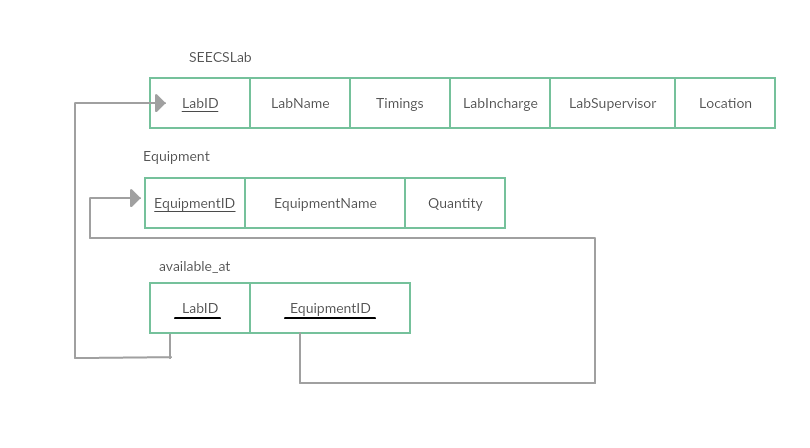 SEECSLab
LabID LabName Timings LabIncharge LabSupervisor Location
Equipment
EquipmentID EquipmentName Quantity
available_at
LabID EquipmentID